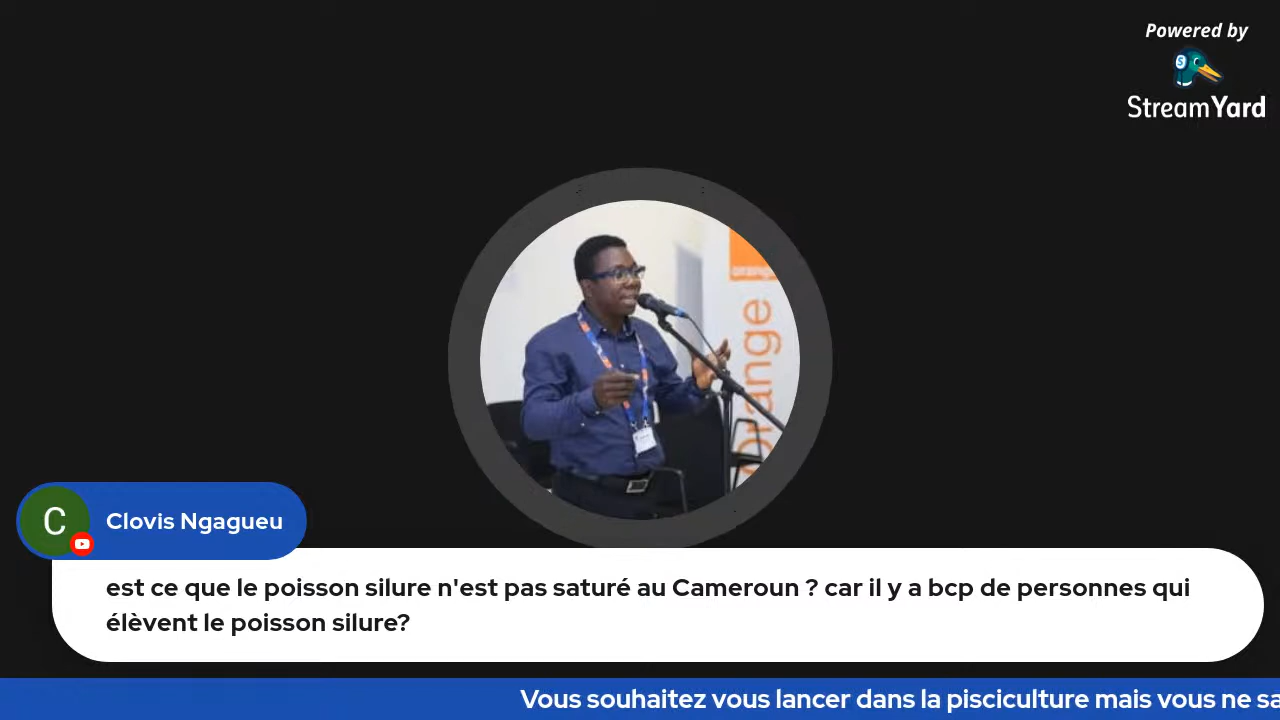 Powered by
S
StreamYard
orange
Orange
C
Clovis Ngagueu
est ce que le poisson silure n'est pas saturé au Cameroun ? car il y a bcp de personnes qui
élèvent le poisson silure?
Vous souhaitez vous lancer dans la pisciculture mais vous ne sa